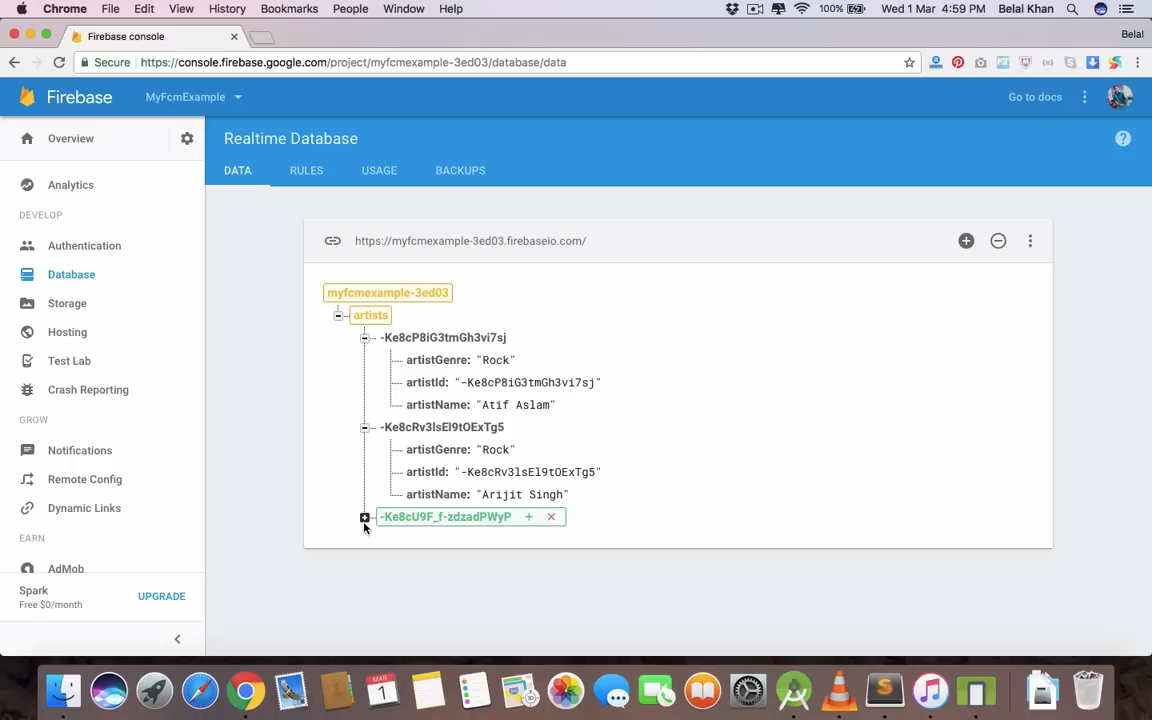 Chrome File Edit View History Bookmarks People Window Help 100% Wed 1 Mar 4:59 PM Belal Khan
Firebase console Belal
Secure https://console.firebase.google.com/project/myfcmexample-3ed03/database/data
Firebase MyFcmExample Go to docs
Overview
Realtime Database
DATA RULES USAGE BACKUPS
Analytics
DEVELOP
Authentication
Database
Storage
Hosting
Test Lab
Crash Reporting
GROW
Notifications
Remote Config
Dynamic Links
EARN
AdMob
Spark
Free $0/month
UPGRADE
https://myfcmexample-3ed03.firebaseio.com/
myfcmexample-3ed03
artists
-Ke8cP8iG3tmGh3vi7sj
artistGenre: "Rock"
artistId: "-Ke8cP8iG3tmGh3vi7sj"
artistName: "Atif Aslam"
-Ke8cRv3lsEl9tOExTg5
artistGenre: "Rock"
artistId: "-Ke8cRv3lsEl9tOExTg5"
artistName: "Arijit Singh"
-Ke8cU9F_f-zdzadPWyP
MAR
1
30